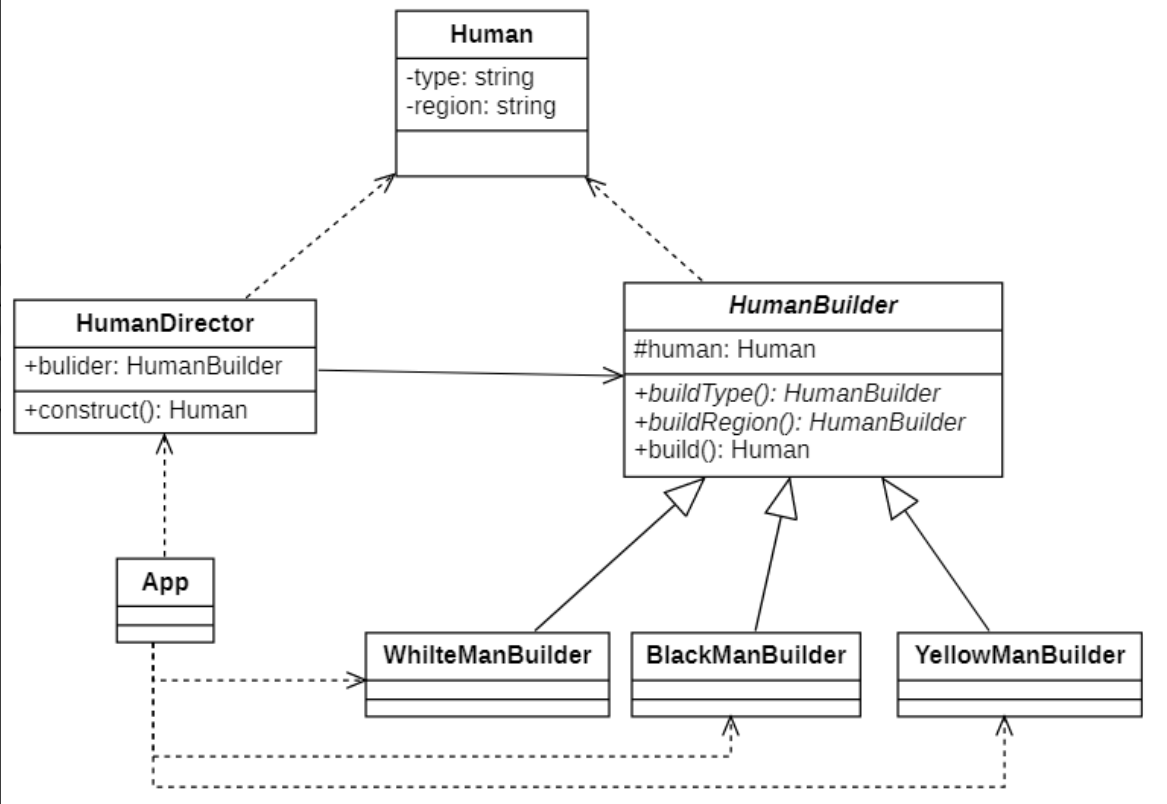 Human
-type: string
-region: string
HumanDirector
+bulider: HumanBuilder
+construct(): Human
HumanBuilder
#human: Human
+buildType(): HumanBuilder
+buildRegion(): HumanBuilder
+build(): Human
App
WhilteManBuilder
BlackManBuilder
YellowManBuilder